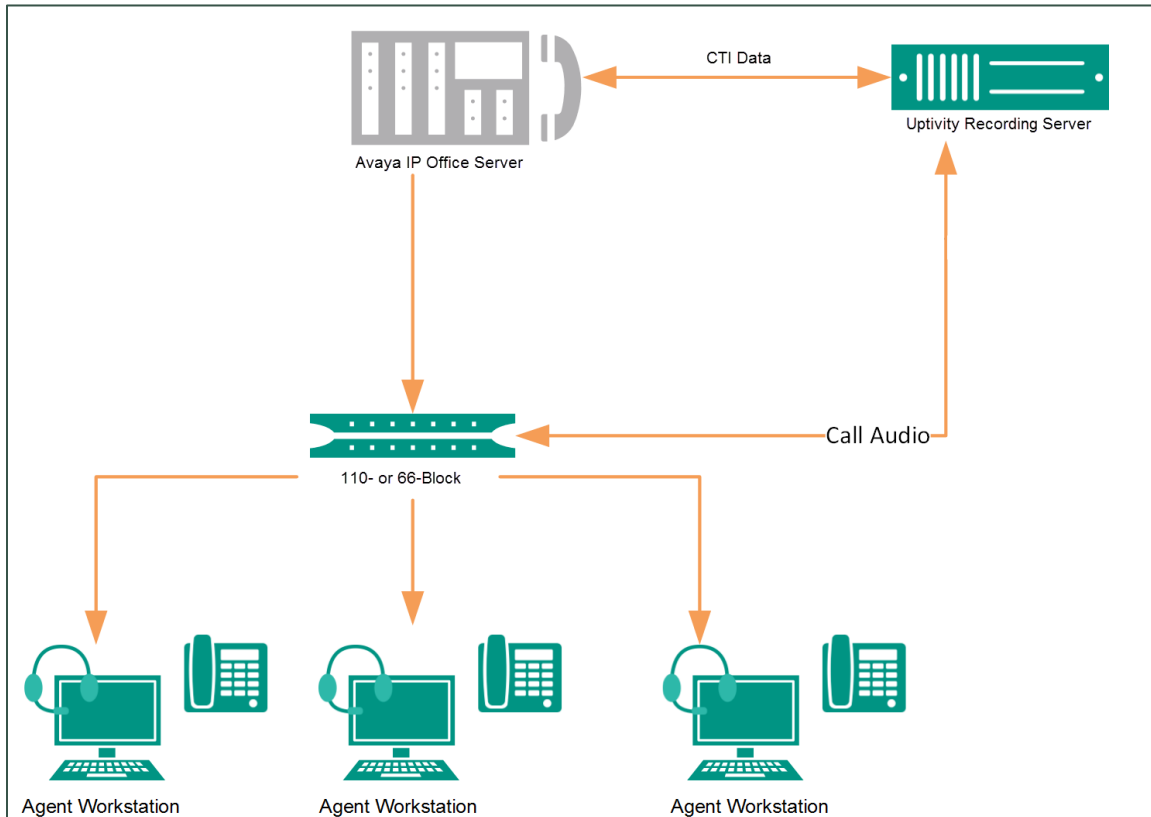 CTI Data
Uptivity Recording Server
Avaya IP Office Server
Call Audio
110- or 66-Block
Agent Workstation
Agent Workstation
Agent Workstation